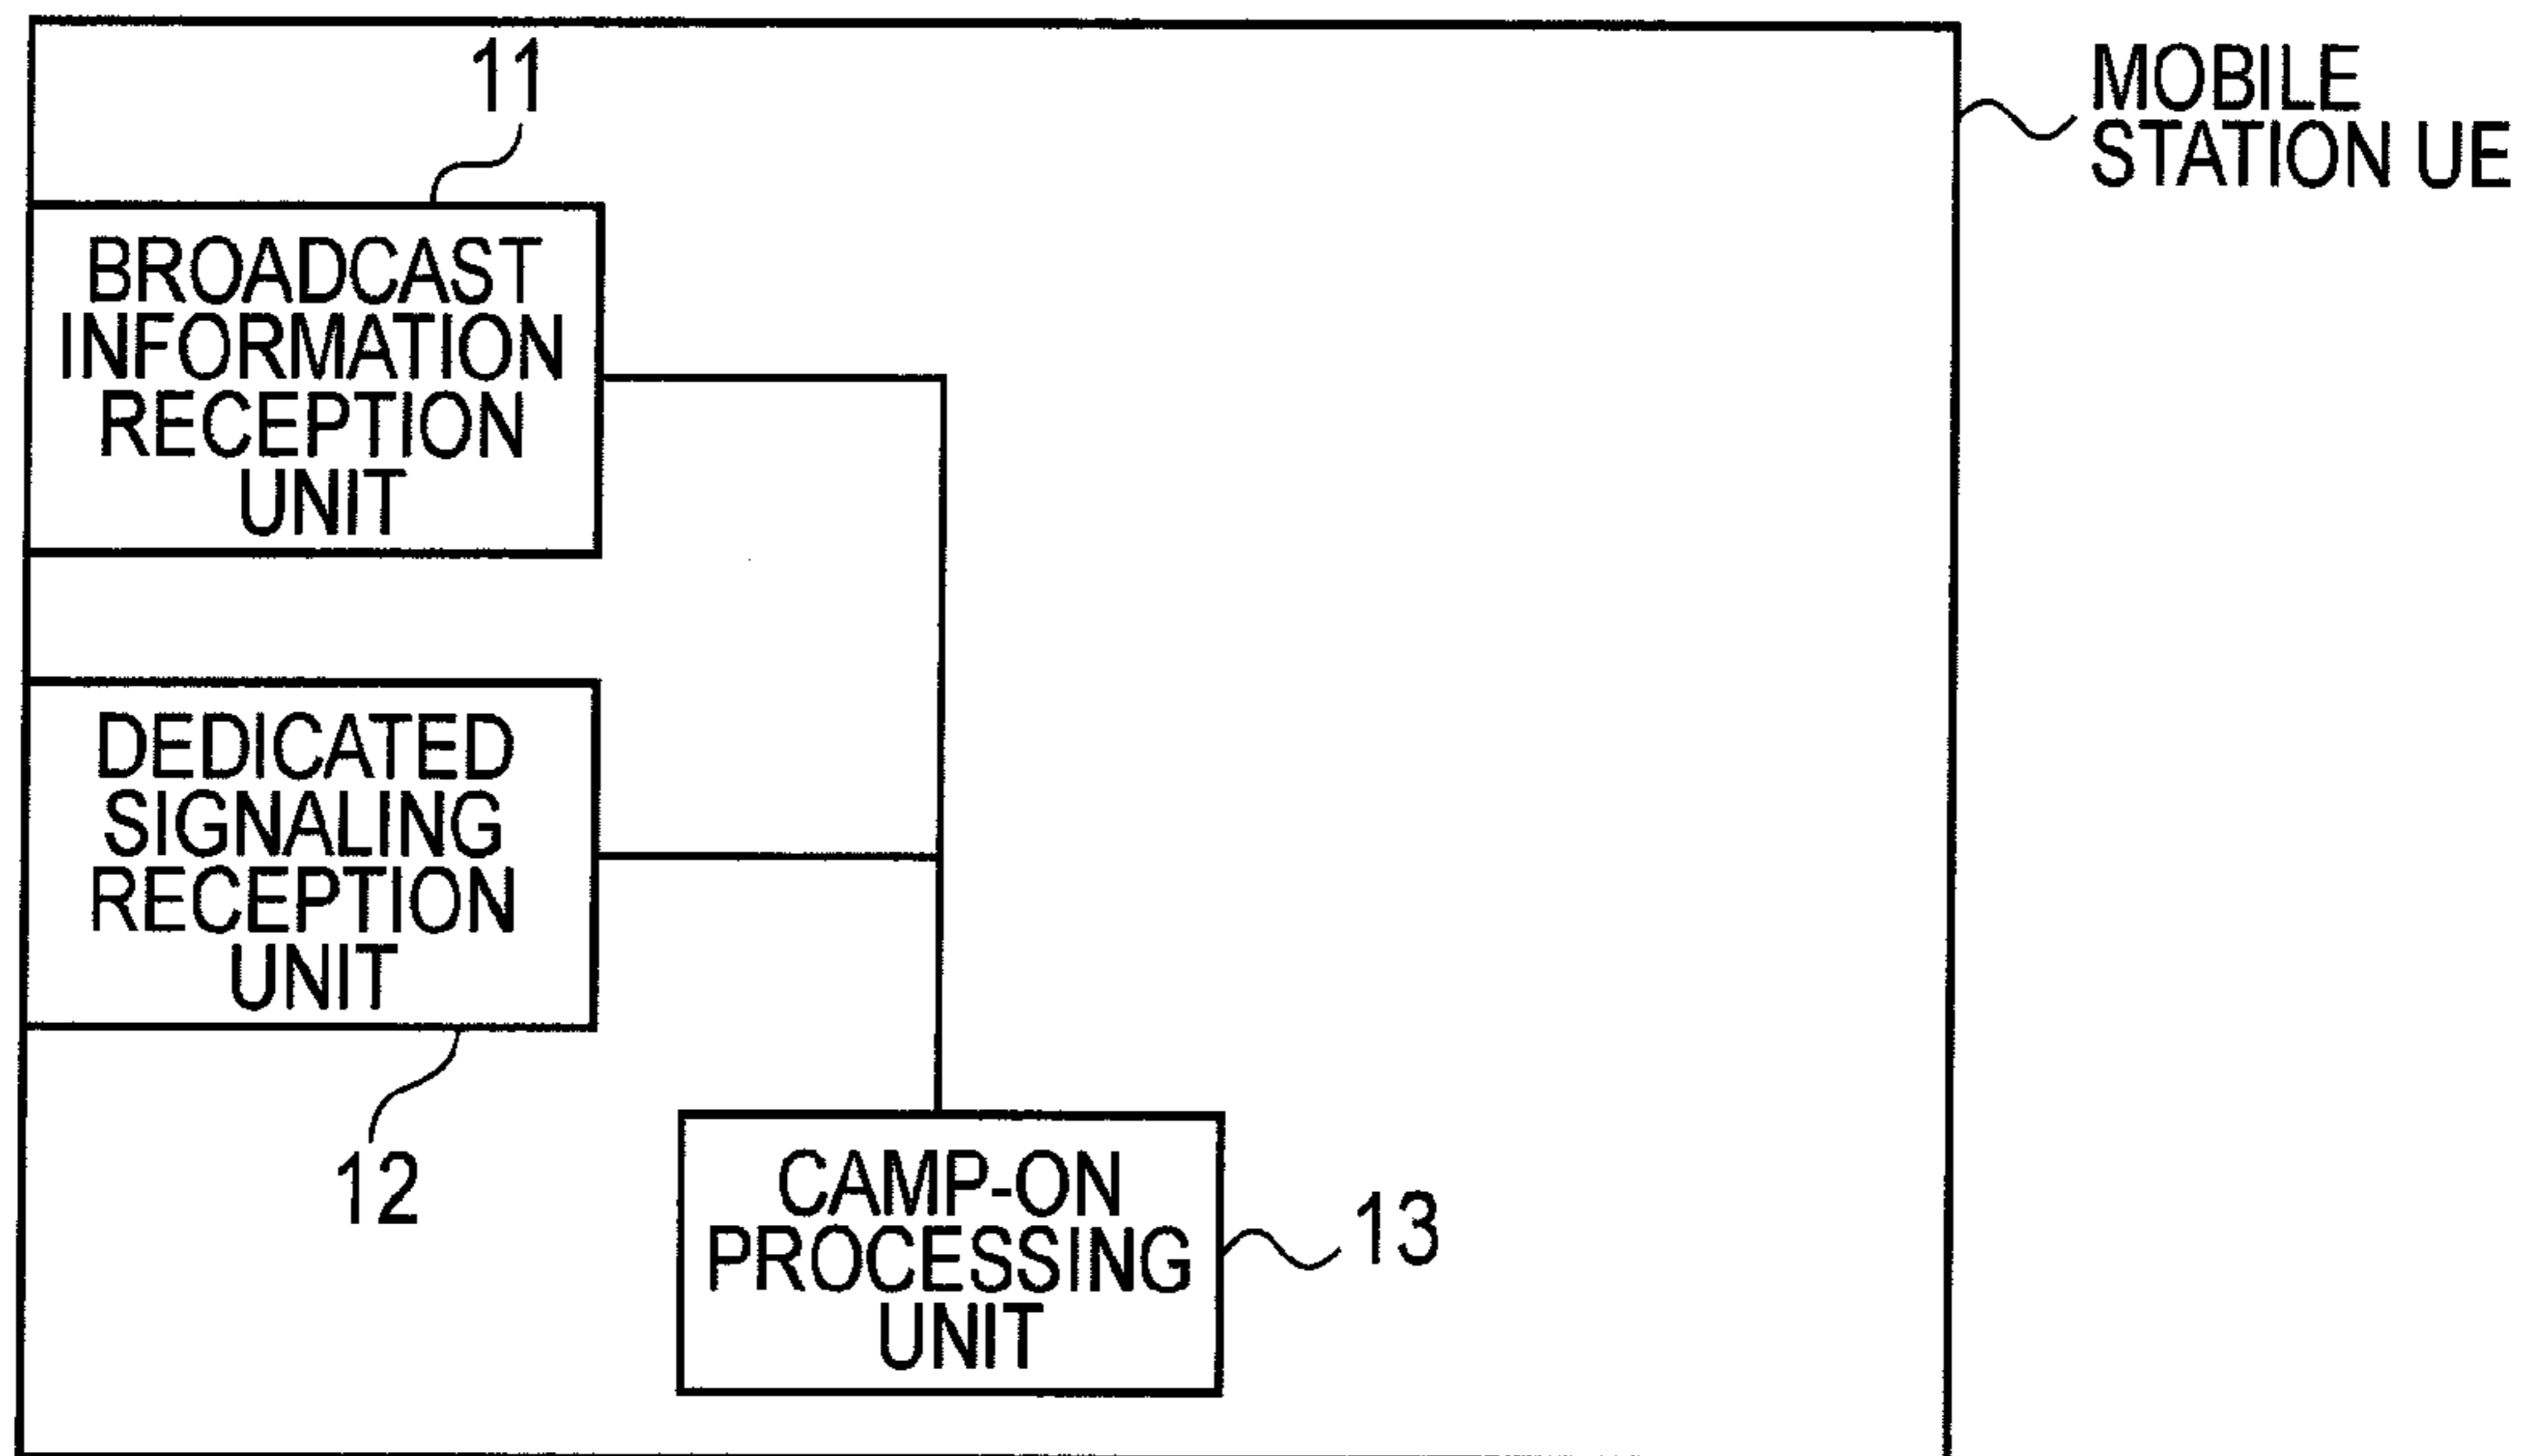 11
MOBILE
STATION UE
BROADCAST
INFORMATION
RECEPTION
UNIT
DEDICATED
SIGNALING
RECEPTION
UNIT
12
CAMP-ON
PROCESSING
UNIT
13